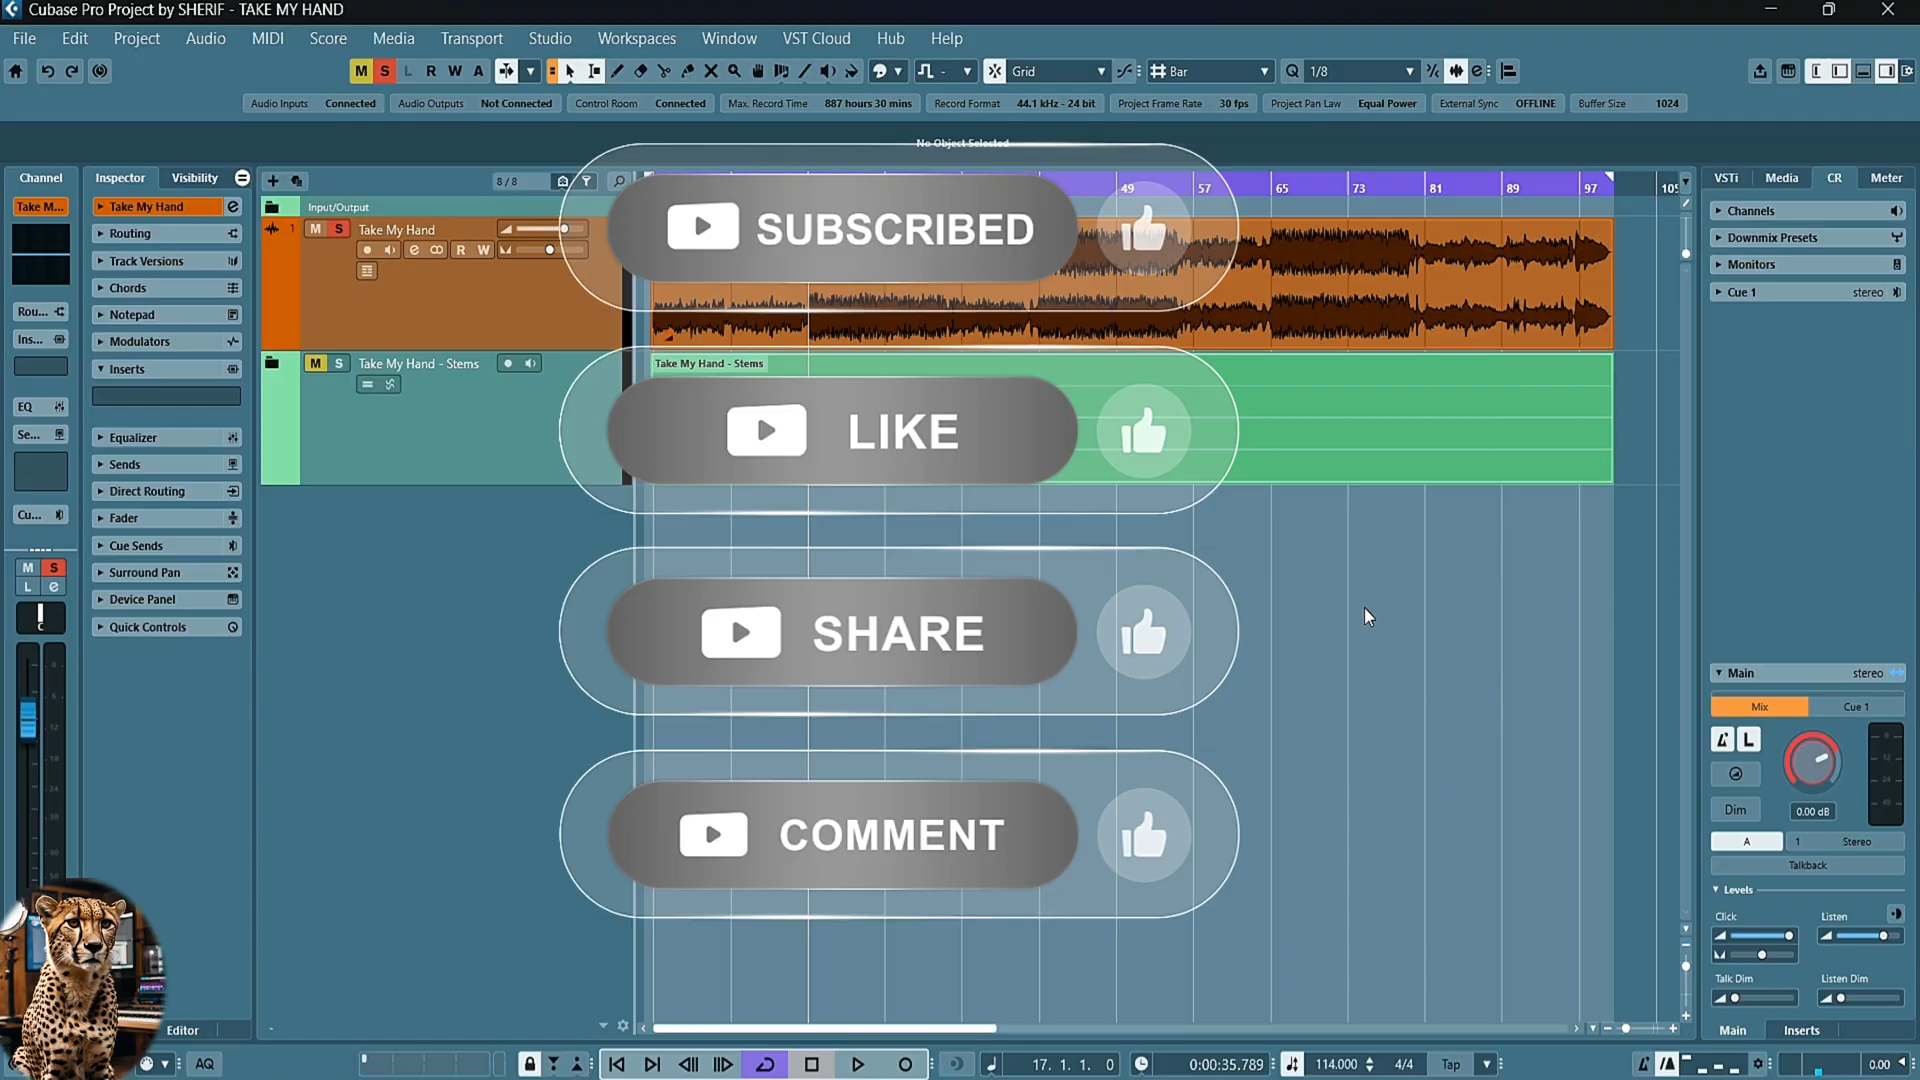 Cubase Pro Project by SHERIF - TAKE MY HAND
File Edit Project Audio MIDI Score Media Transport Studio Workspaces Window VST Cloud Hub Help
M S L R W A - Grid Bar Q 1/8
Audio Inputs Connected Audio Outputs Not Connected Control Room Connected Max. Record Time 887 hours 30 mins Record Format 44.1 kHz - 24 bit Project Frame Rate 30 fps Project Pan Law Equal Power External Sync OFFLINE Buffer Size 1024
No Object Selected
Channel Inspector Visibility 8/8 49 57 65 73 81 89 97 105 VSTi Media CR Meter
Take M... Take My Hand Input/Output
Channels
Routing 1 M S Take My Hand SUBSCRIBED
Downmix Presets
R W
Track Versions
Monitors
Chords
Cue 1 stereo
Rou... Notepad
Ins... Modulators
Inserts M S Take My Hand - Stems Take My Hand - Stems
EQ
LIKE
Se... Equalizer
Sends
Direct Routing
Cu... Fader
Cue Sends
M S Surround Pan
L e
Device Panel
C Quick Controls
SHARE
Main stereo
Mix Cue 1
L
Dim 0.00 dB
A 1 Stereo
COMMENT
Talkback
Levels
Click Listen
Talk Dim Listen Dim
Editor Main Inserts
AQ 17. 1. 1. 0 0:00:35.789 114.000 4/4 Tap 0.00